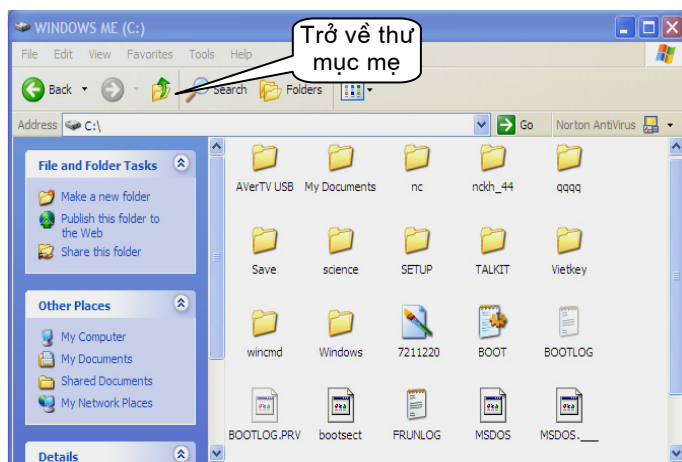 WINDOWS ME (C:)
File Edit View Favorites Tools Help
Trở về thư
mục mẹ
Back Search Folders
Address C:\ Go Norton AntiVirus
File and Folder Tasks
Make a new folder
Publish this folder to
the Web
Share this folder
Other Places
My Computer
My Documents
Shared Documents
My Network Places
Details
AVerTV USB My Documents nc nckh_44 qqqq
Save science SETUP TALKIT Vietkey
wincmd Windows 7211220 BOOT BOOTLOG
BOOTLOG.PRV bootsect FRUNLOG MSDOS MSDOS.___